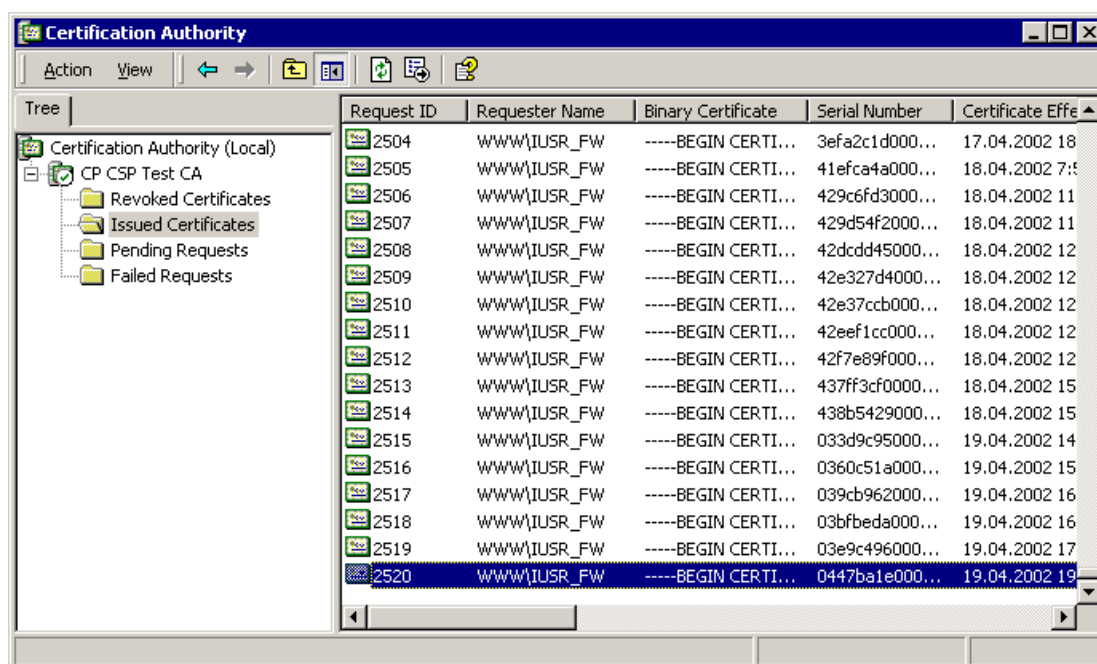 Certification Authority
Action View
Tree
Certification Authority (Local)
CP CSP Test CA
Revoked Certificates
Issued Certificates
Pending Requests
Failed Requests
Request ID Requester Name Binary Certificate Serial Number Certificate Effe
2504 WWW\IUSR_FW -----BEGIN CERTI... 3efa2c1d000... 17.04.2002 18
2505 WWW\IUSR_FW -----BEGIN CERTI... 41efca4a000... 18.04.2002 7:5
2506 WWW\IUSR_FW -----BEGIN CERTI... 429c6fd3000... 18.04.2002 11
2507 WWW\IUSR_FW -----BEGIN CERTI... 429d54f2000... 18.04.2002 11
2508 WWW\IUSR_FW -----BEGIN CERTI... 42dcdd45000... 18.04.2002 12
2509 WWW\IUSR_FW -----BEGIN CERTI... 42e327d4000... 18.04.2002 12
2510 WWW\IUSR_FW -----BEGIN CERTI... 42e37ccb000... 18.04.2002 12
2511 WWW\IUSR_FW -----BEGIN CERTI... 42eef1cc000... 18.04.2002 12
2512 WWW\IUSR_FW -----BEGIN CERTI... 42f7e89f000... 18.04.2002 12
2513 WWW\IUSR_FW -----BEGIN CERTI... 437ff3cf0000... 18.04.2002 15
2514 WWW\IUSR_FW -----BEGIN CERTI... 438b5429000... 18.04.2002 15
2515 WWW\IUSR_FW -----BEGIN CERTI... 033d9c95000... 19.04.2002 14
2516 WWW\IUSR_FW -----BEGIN CERTI... 0360c51a000... 19.04.2002 15
2517 WWW\IUSR_FW -----BEGIN CERTI... 039cb962000... 19.04.2002 16
2518 WWW\IUSR_FW -----BEGIN CERTI... 03bfbeda000... 19.04.2002 16
2519 WWW\IUSR_FW -----BEGIN CERTI... 03e9c496000... 19.04.2002 17
2520 WWW\IUSR_FW -----BEGIN CERTI... 0447ba1e000... 19.04.2002 19